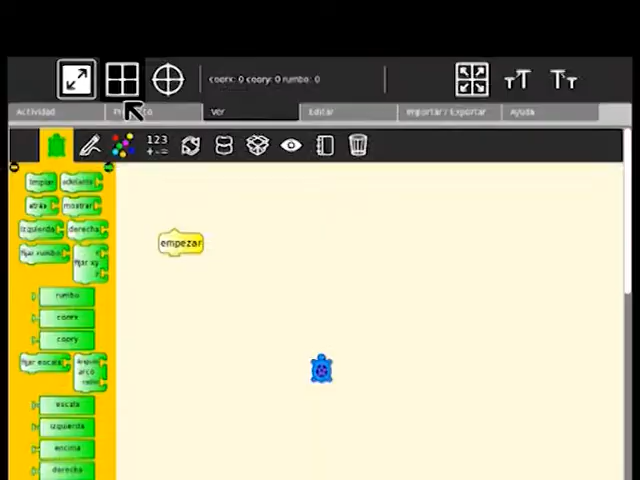 coorx: 0 coory: 0 rumbo: 0
Actividad Ver Editar Importar / Exportar Ayuda
123
+-=
limpiar adelante
atrás mostrar
izquierda derecha
fijar rumbo fijar xy
rumbo
coorx
coory
fijar escala arco
escala
izquierda
encima
derecha
empezar